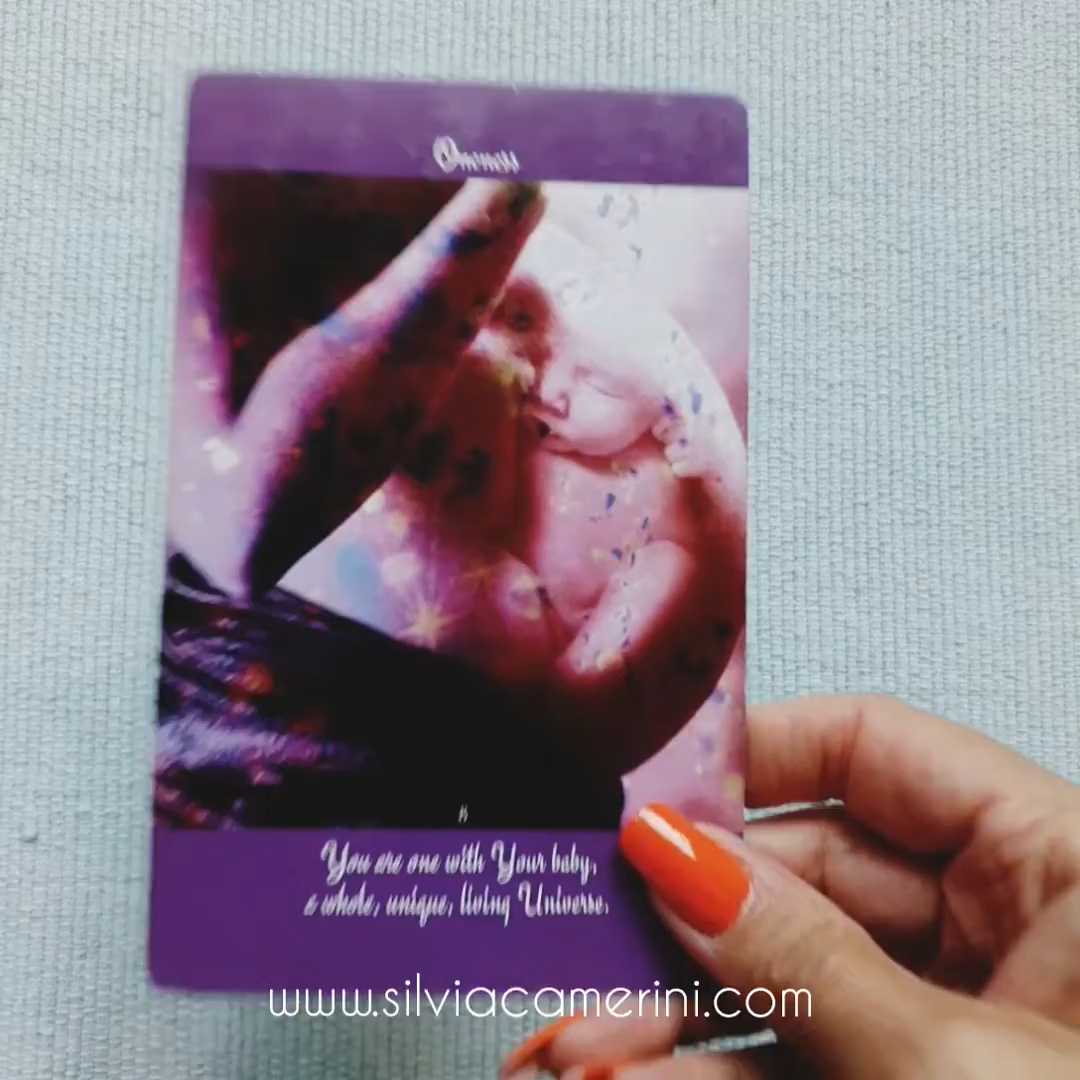 Oneness
You are one with Your baby,
a whole, unique, living Universe.
www.silviacamerini.com